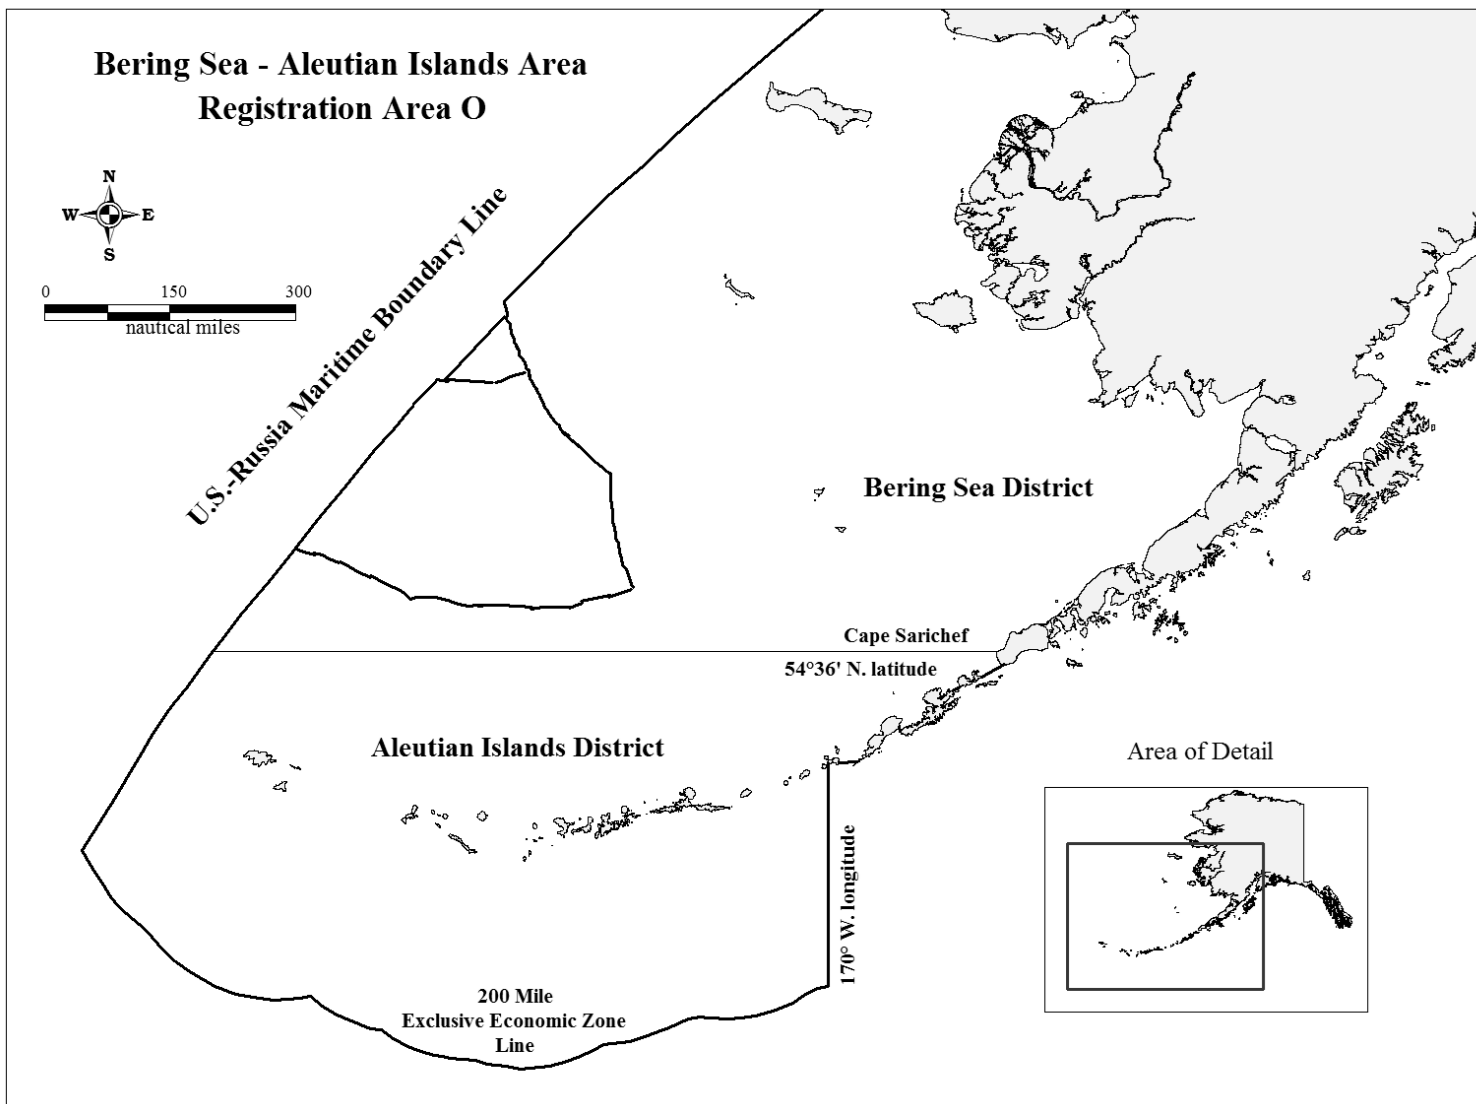 Bering Sea - Aleutian Islands Area
Registration Area O
N
W E
S
0 150 300
nautical miles
U.S.-Russia Maritime Boundary Line
Bering Sea District
Cape Sarichef
54°36' N. latitude
Aleutian Islands District
170° W. longitude
200 Mile
Exclusive Economic Zone
Line
Area of Detail